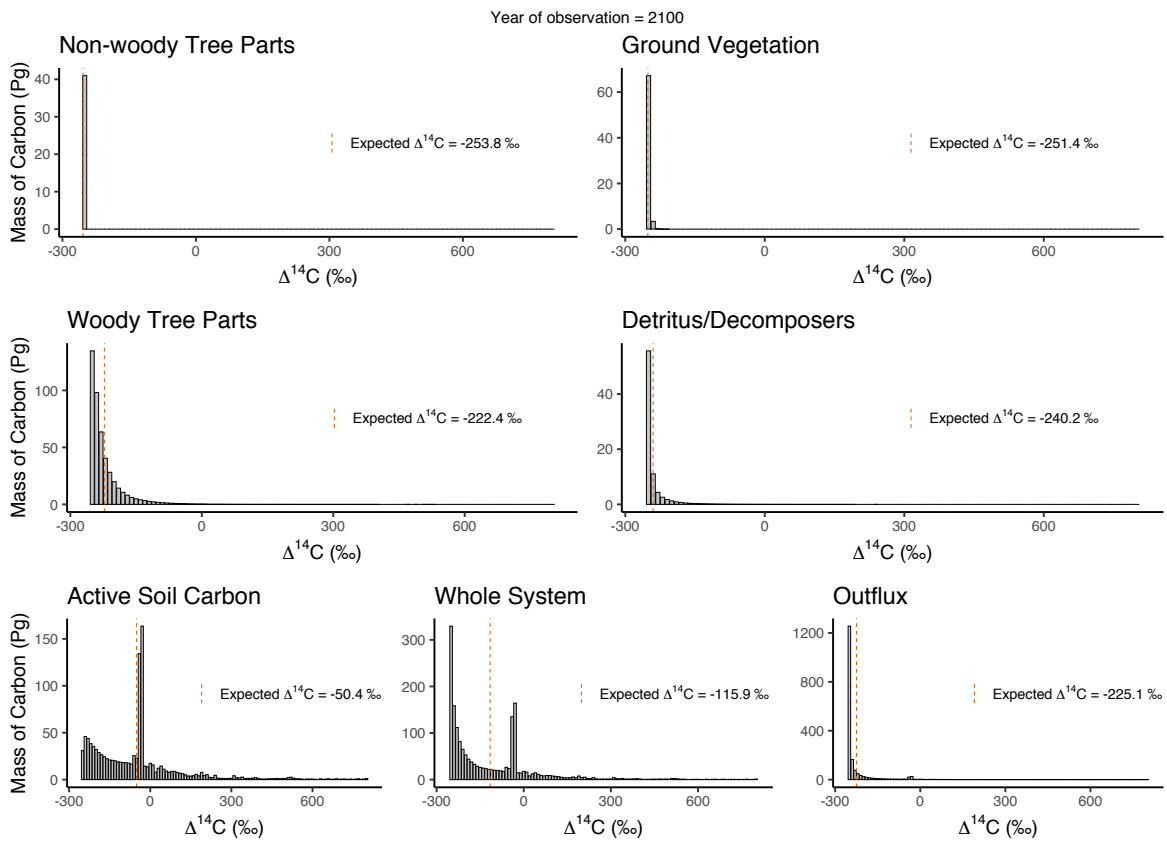 Year of observation = 2100
Non-woody Tree Parts
Ground Vegetation
Mass of Carbon (Pg)
40
30
20
10
0
Expected Δ¹⁴C = -253.8 ‰
-300 0 300 600
Δ¹⁴C (‰)
60
40
20
0
Expected Δ¹⁴C = -251.4 ‰
-300 0 300 600
Δ¹⁴C (‰)
Woody Tree Parts
Detritus/Decomposers
Mass of Carbon (Pg)
100
50
0
Expected Δ¹⁴C = -222.4 ‰
-300 0 300 600
Δ¹⁴C (‰)
40
20
0
Expected Δ¹⁴C = -240.2 ‰
-300 0 300 600
Δ¹⁴C (‰)
Active Soil Carbon
Whole System
Outflux
Mass of Carbon (Pg)
150
100
50
0
Expected Δ¹⁴C = -50.4 ‰
-300 0 300 600
Δ¹⁴C (‰)
300
200
100
0
Expected Δ¹⁴C = -115.9 ‰
-300 0 300 600
Δ¹⁴C (‰)
1200
800
400
0
Expected Δ¹⁴C = -225.1 ‰
-300 0 300 600
Δ¹⁴C (‰)